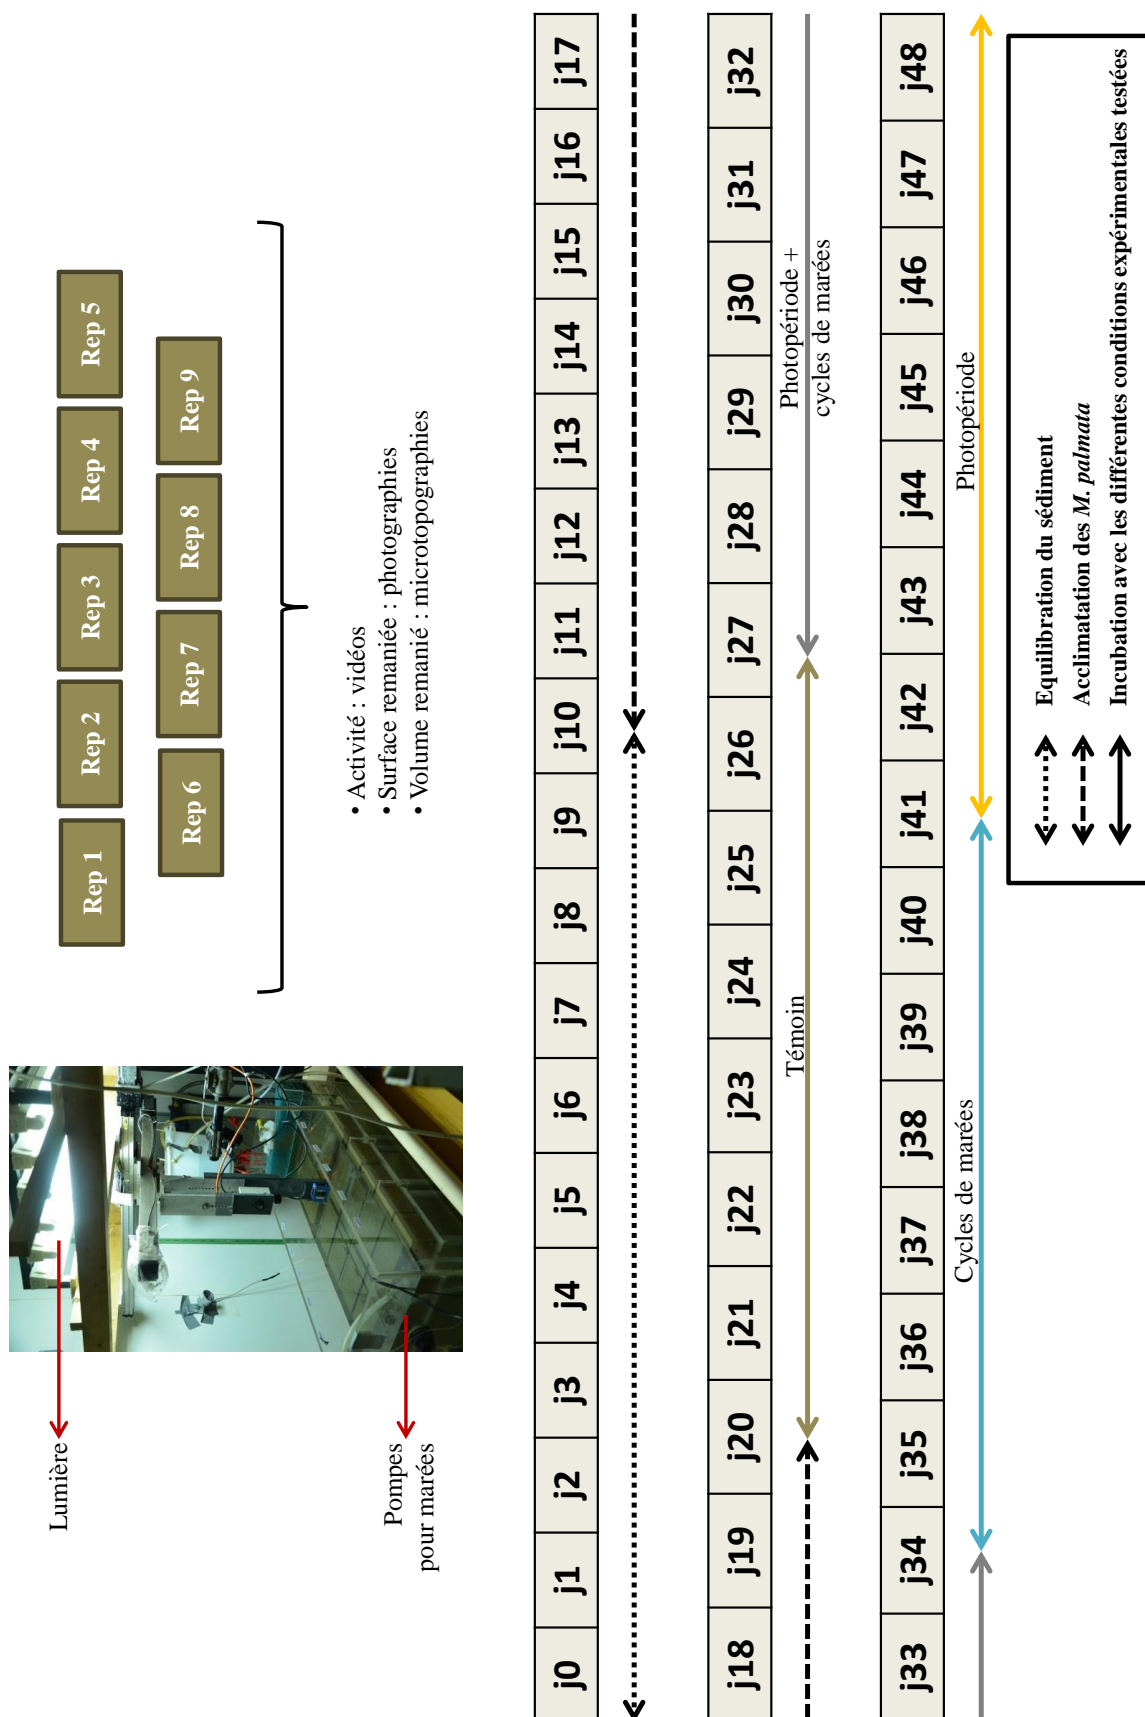 Lumière
Pompes
pour marées
Rep 1
Rep 2
Rep 3
Rep 4
Rep 5
Rep 6
Rep 7
Rep 8
Rep 9
• Activité : vidéos
• Surface remaniée : photographies
• Volume remanié : microtopographies
j0 j1 j2 j3 j4 j5 j6 j7 j8 j9 j10 j11 j12 j13 j14 j15 j16 j17
j18 j19 j20 j21 j22 j23 j24 j25 j26 j27 j28 j29 j30 j31 j32
Témoin
Photopériode +
cycles de marées
j33 j34 j35 j36 j37 j38 j39 j40 j41 j42 j43 j44 j45 j46 j47 j48
Cycles de marées
Photopériode
Equilibration du sédiment
Acclimatation des M. palmata
Incubation avec les différentes conditions expérimentales testées